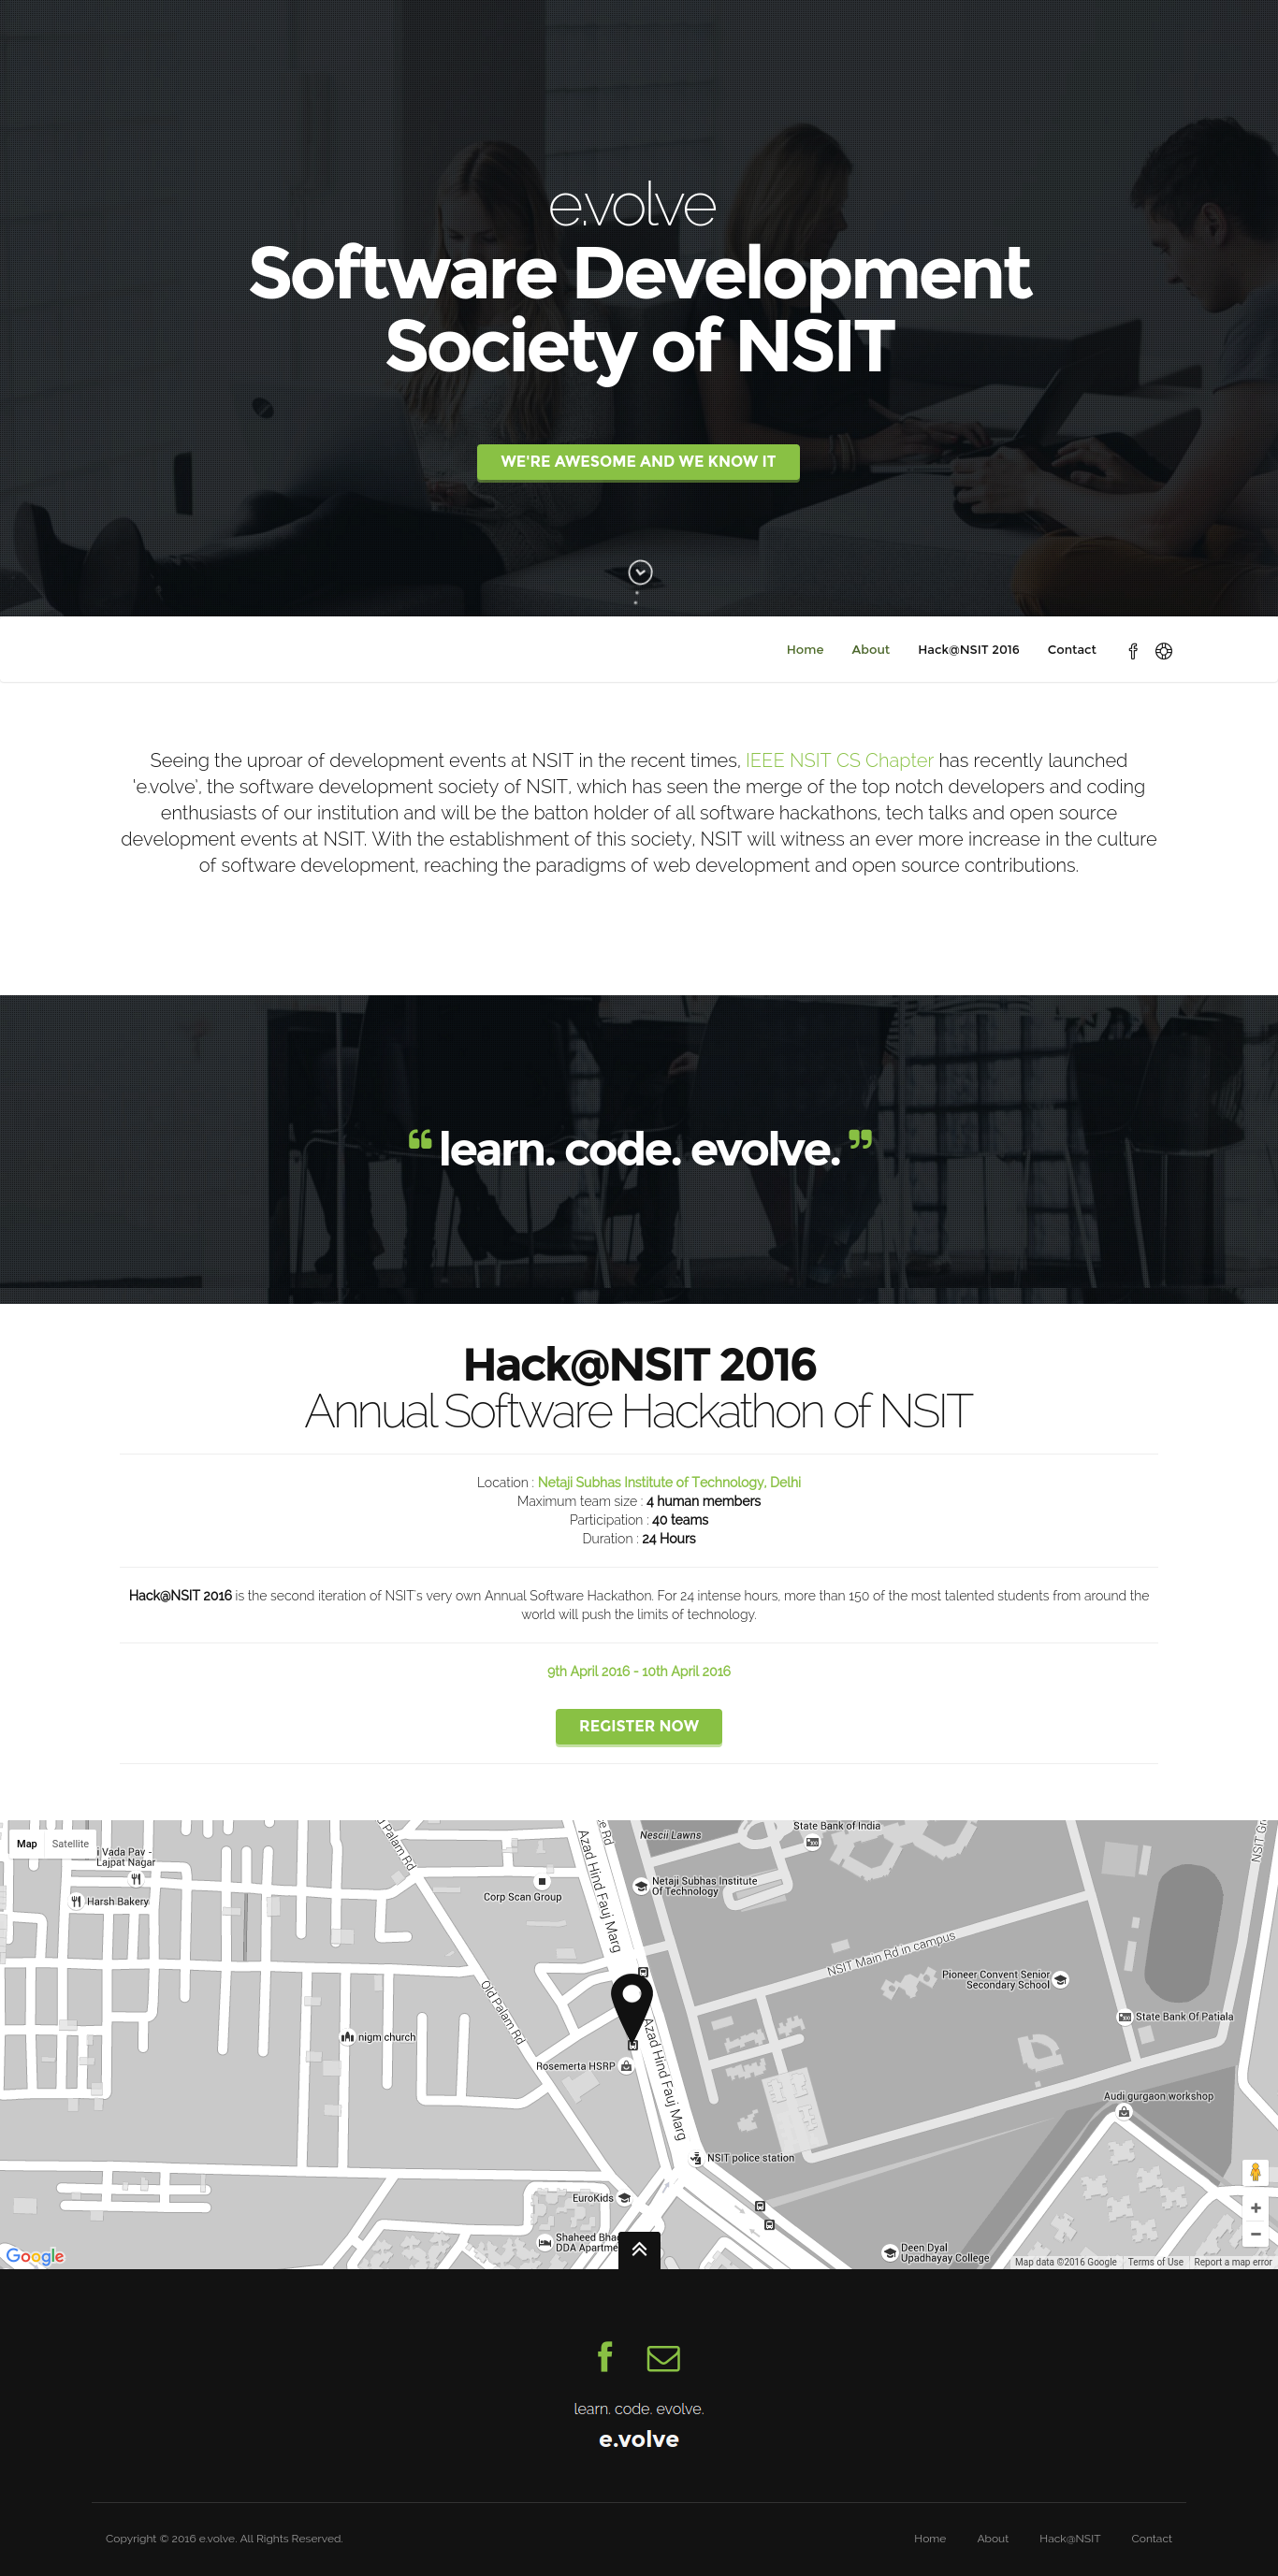 e.volve
Software Development
Society of NSIT
WE'RE AWESOME AND WE KNOW IT
Home About Hack@NSIT 2016 Contact
Seeing the uproar of development events at NSIT in the recent times, IEEE NSIT CS Chapter has recently launched
'e.volve', the software development society of NSIT, which has seen the merge of the top notch developers and coding
enthusiasts of our institution and will be the batton holder of all software hackathons, tech talks and open source
development events at NSIT. With the establishment of this society, NSIT will witness an ever more increase in the culture
of software development, reaching the paradigms of web development and open source contributions.
“ learn. code. evolve. ”
Hack@NSIT 2016
Annual Software Hackathon of NSIT
Location : Netaji Subhas Institute of Technology, Delhi
Maximum team size : 4 human members
Participation : 40 teams
Duration : 24 Hours
Hack@NSIT 2016 is the second iteration of NSIT's very own Annual Software Hackathon. For 24 intense hours, more than 150 of the most talented students from around the
world will push the limits of technology.
9th April 2016 - 10th April 2016
REGISTER NOW
Map Satellite
i Vada Pav -
Lajpat Nagar
Harsh Bakery
d Palam Rd
Corp Scan Group
Azad Hind Fauj Marg
Rd
Nescii Lawns
State Bank of India
Netaji Subhas Institute
Of Technology
NSIT Main Rd in campus
Pioneer Convent Senior
Secondary School
State Bank Of Patiala
NSIT
Old Palam Rd
nigm church
Rosemerta HSRP
Azad Hind Fauj Marg
Audi gurgaon workshop
NSIT police station
EuroKids
Shaheed Bha
DDA Apartme
Deen Dyal
Upadhayay College
Google
Map data ©2016 Google Terms of Use Report a map error
learn. code. evolve.
e.volve
Copyright © 2016 e.volve. All Rights Reserved.
Home About Hack@NSIT Contact